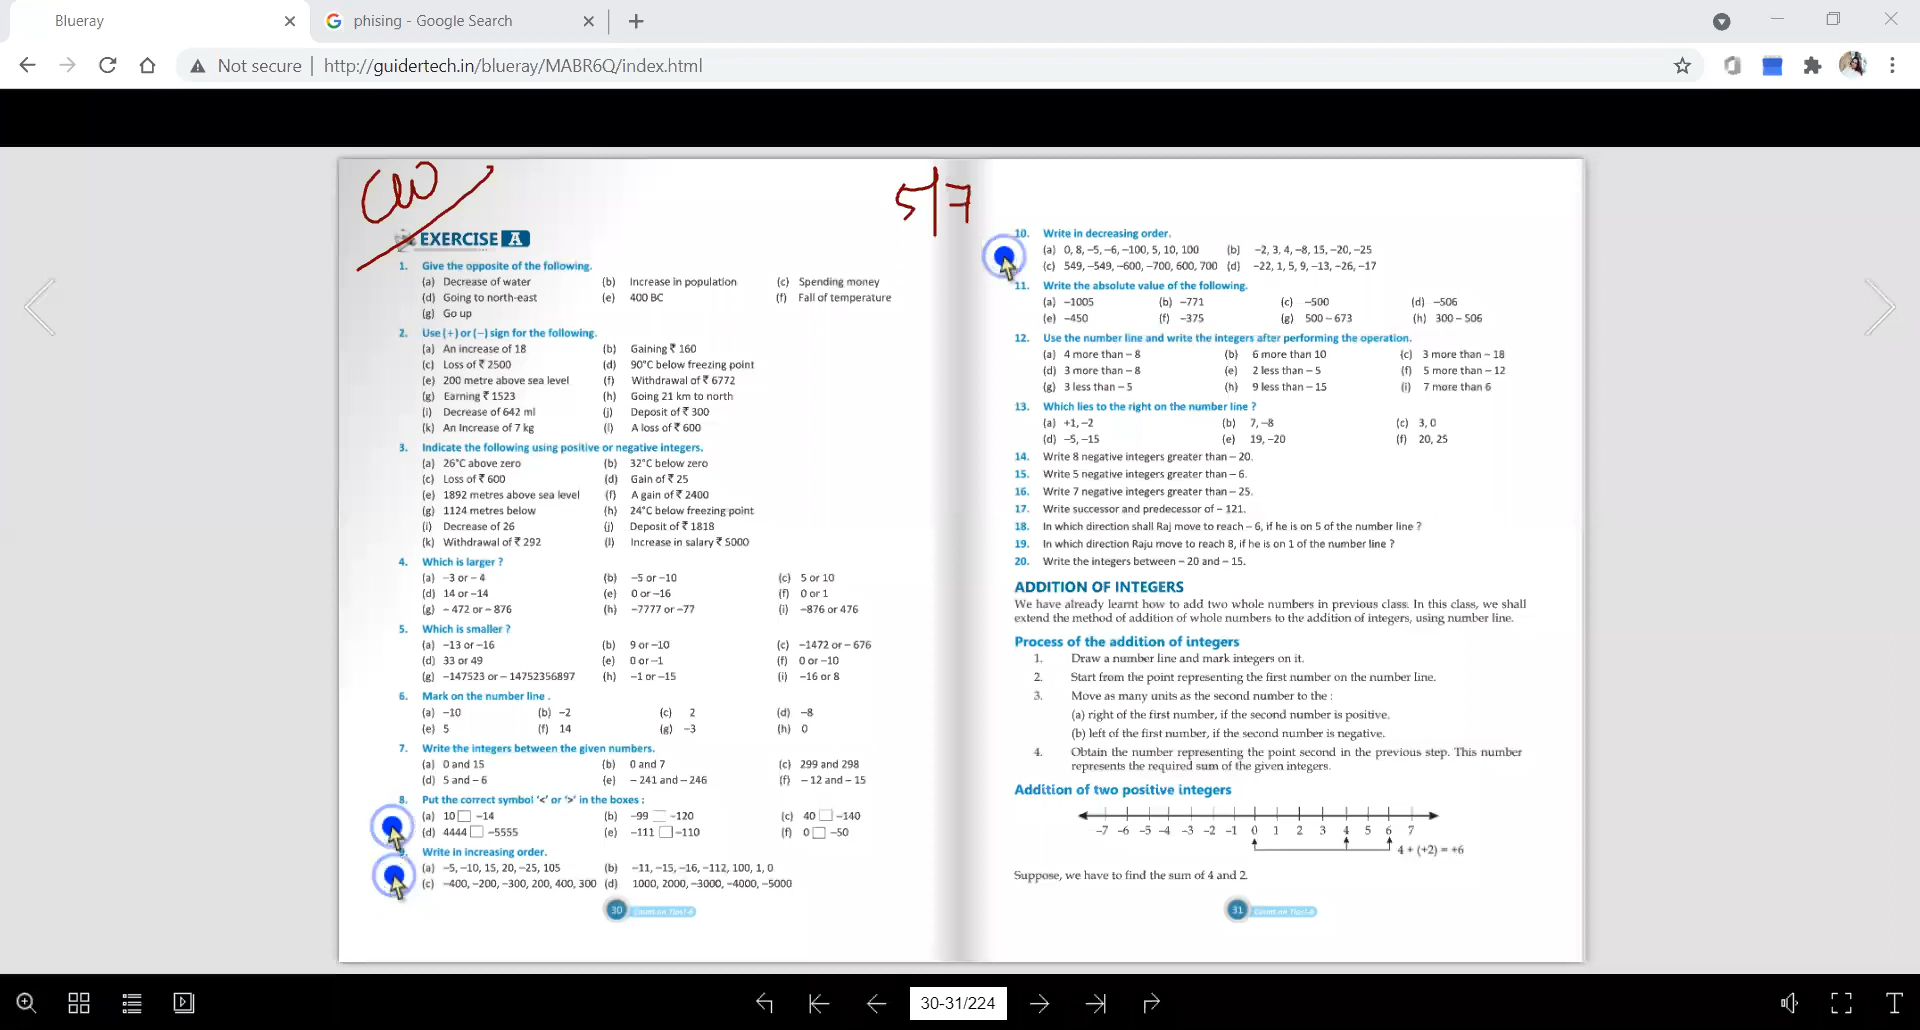 Blueray
phising - Google Search
Not secure | http://guidertech.in/blueray/MABR6Q/index.html
CW
5|7
EXERCISE A
1. Give the opposite of the following.
(a) Decrease of water (b) Increase in population (c) Spending money
(d) Going to north-east (e) 400 BC (f) Fall of temperature
(g) Go up
2. Use (+) or (−) sign for the following.
(a) An increase of 18 (b) Gaining ₹ 160
(c) Loss of ₹ 2500 (d) 90°C below freezing point
(e) 200 metre above sea level (f) Withdrawal of ₹ 6772
(g) Earning ₹ 1523 (h) Going 21 km to north
(i) Decrease of 642 ml (j) Deposit of ₹ 300
(k) An Increase of 7 kg (l) A loss of ₹ 600
3. Indicate the following using positive or negative integers.
(a) 26°C above zero (b) 32°C below zero
(c) Loss of ₹ 600 (d) Gain of ₹ 25
(e) 1892 metres above sea level (f) A gain of ₹ 2400
(g) 1124 metres below (h) 24°C below freezing point
(i) Decrease of 26 (j) Deposit of ₹ 1818
(k) Withdrawal of ₹ 292 (l) Increase in salary ₹ 5000
4. Which is larger ?
(a) −3 or − 4 (b) −5 or −10 (c) 5 or 10
(d) 14 or −14 (e) 0 or −16 (f) 0 or 1
(g) − 472 or − 876 (h) −7777 or −77 (i) −876 or 476
5. Which is smaller ?
(a) −13 or −16 (b) 9 or −10 (c) −1472 or − 676
(d) 33 or 49 (e) 0 or −1 (f) 0 or −10
(g) −147523 or − 14752356897 (h) −1 or −15 (i) −16 or 8
6. Mark on the number line .
(a) −10 (b) −2 (c) 2 (d) −8
(e) 5 (f) 14 (g) −3 (h) 0
7. Write the integers between the given numbers.
(a) 0 and 15 (b) 0 and 7 (c) 299 and 298
(d) 5 and − 6 (e) − 241 and − 246 (f) − 12 and − 15
8. Put the correct symbol '<' or '>' in the boxes :
(a) 10 □ −14 (b) −99 □ −120 (c) 40 □ −140
(d) 4444 □ −5555 (e) −111 □ −110 (f) 0 □ −50
9. Write in increasing order.
(a) −5, −10, 15, 20, −25, 105 (b) −11, −15, −16, −112, 100, 1, 0
(c) −400, −200, −300, 200, 400, 300 (d) 1000, 2000, −3000, −4000, −5000
30 Count on Tips!-6
10. Write in decreasing order.
(a) 0, 8, −5, −6, −100, 5, 10, 100 (b) −2, 3, 4, −8, 15, −20, −25
(c) 549, −549, −600, −700, 600, 700 (d) −22, 1, 5, 9, −13, −26, −17
11. Write the absolute value of the following.
(a) −1005 (b) −771 (c) −500 (d) −506
(e) −450 (f) −375 (g) 500 − 673 (h) 300 − 506
12. Use the number line and write the integers after performing the operation.
(a) 4 more than − 8 (b) 6 more than 10 (c) 3 more than − 18
(d) 3 more than − 8 (e) 2 less than − 5 (f) 5 more than − 12
(g) 3 less than − 5 (h) 9 less than − 15 (i) 7 more than 6
13. Which lies to the right on the number line ?
(a) +1, −2 (b) 7, −8 (c) 3, 0
(d) −5, −15 (e) 19, −20 (f) 20, 25
14. Write 8 negative integers greater than − 20.
15. Write 5 negative integers greater than − 6.
16. Write 7 negative integers greater than − 25.
17. Write successor and predecessor of − 121.
18. In which direction shall Raj move to reach − 6, if he is on 5 of the number line ?
19. In which direction Raju move to reach 8, if he is on 1 of the number line ?
20. Write the integers between − 20 and − 15.
ADDITION OF INTEGERS
We have already learnt how to add two whole numbers in previous class. In this class, we shall
extend the method of addition of whole numbers to the addition of integers, using number line.
Process of the addition of integers
1. Draw a number line and mark integers on it.
2. Start from the point representing the first number on the number line.
3. Move as many units as the second number to the :
(a) right of the first number, if the second number is positive.
(b) left of the first number, if the second number is negative.
4. Obtain the number representing the point second in the previous step. This number
represents the required sum of the given integers.
Addition of two positive integers
−7 −6 −5 −4 −3 −2 −1 0 1 2 3 4 5 6 7
4 + (+2) = +6
Suppose, we have to find the sum of 4 and 2.
31 Count on Tips!-6
30-31/224